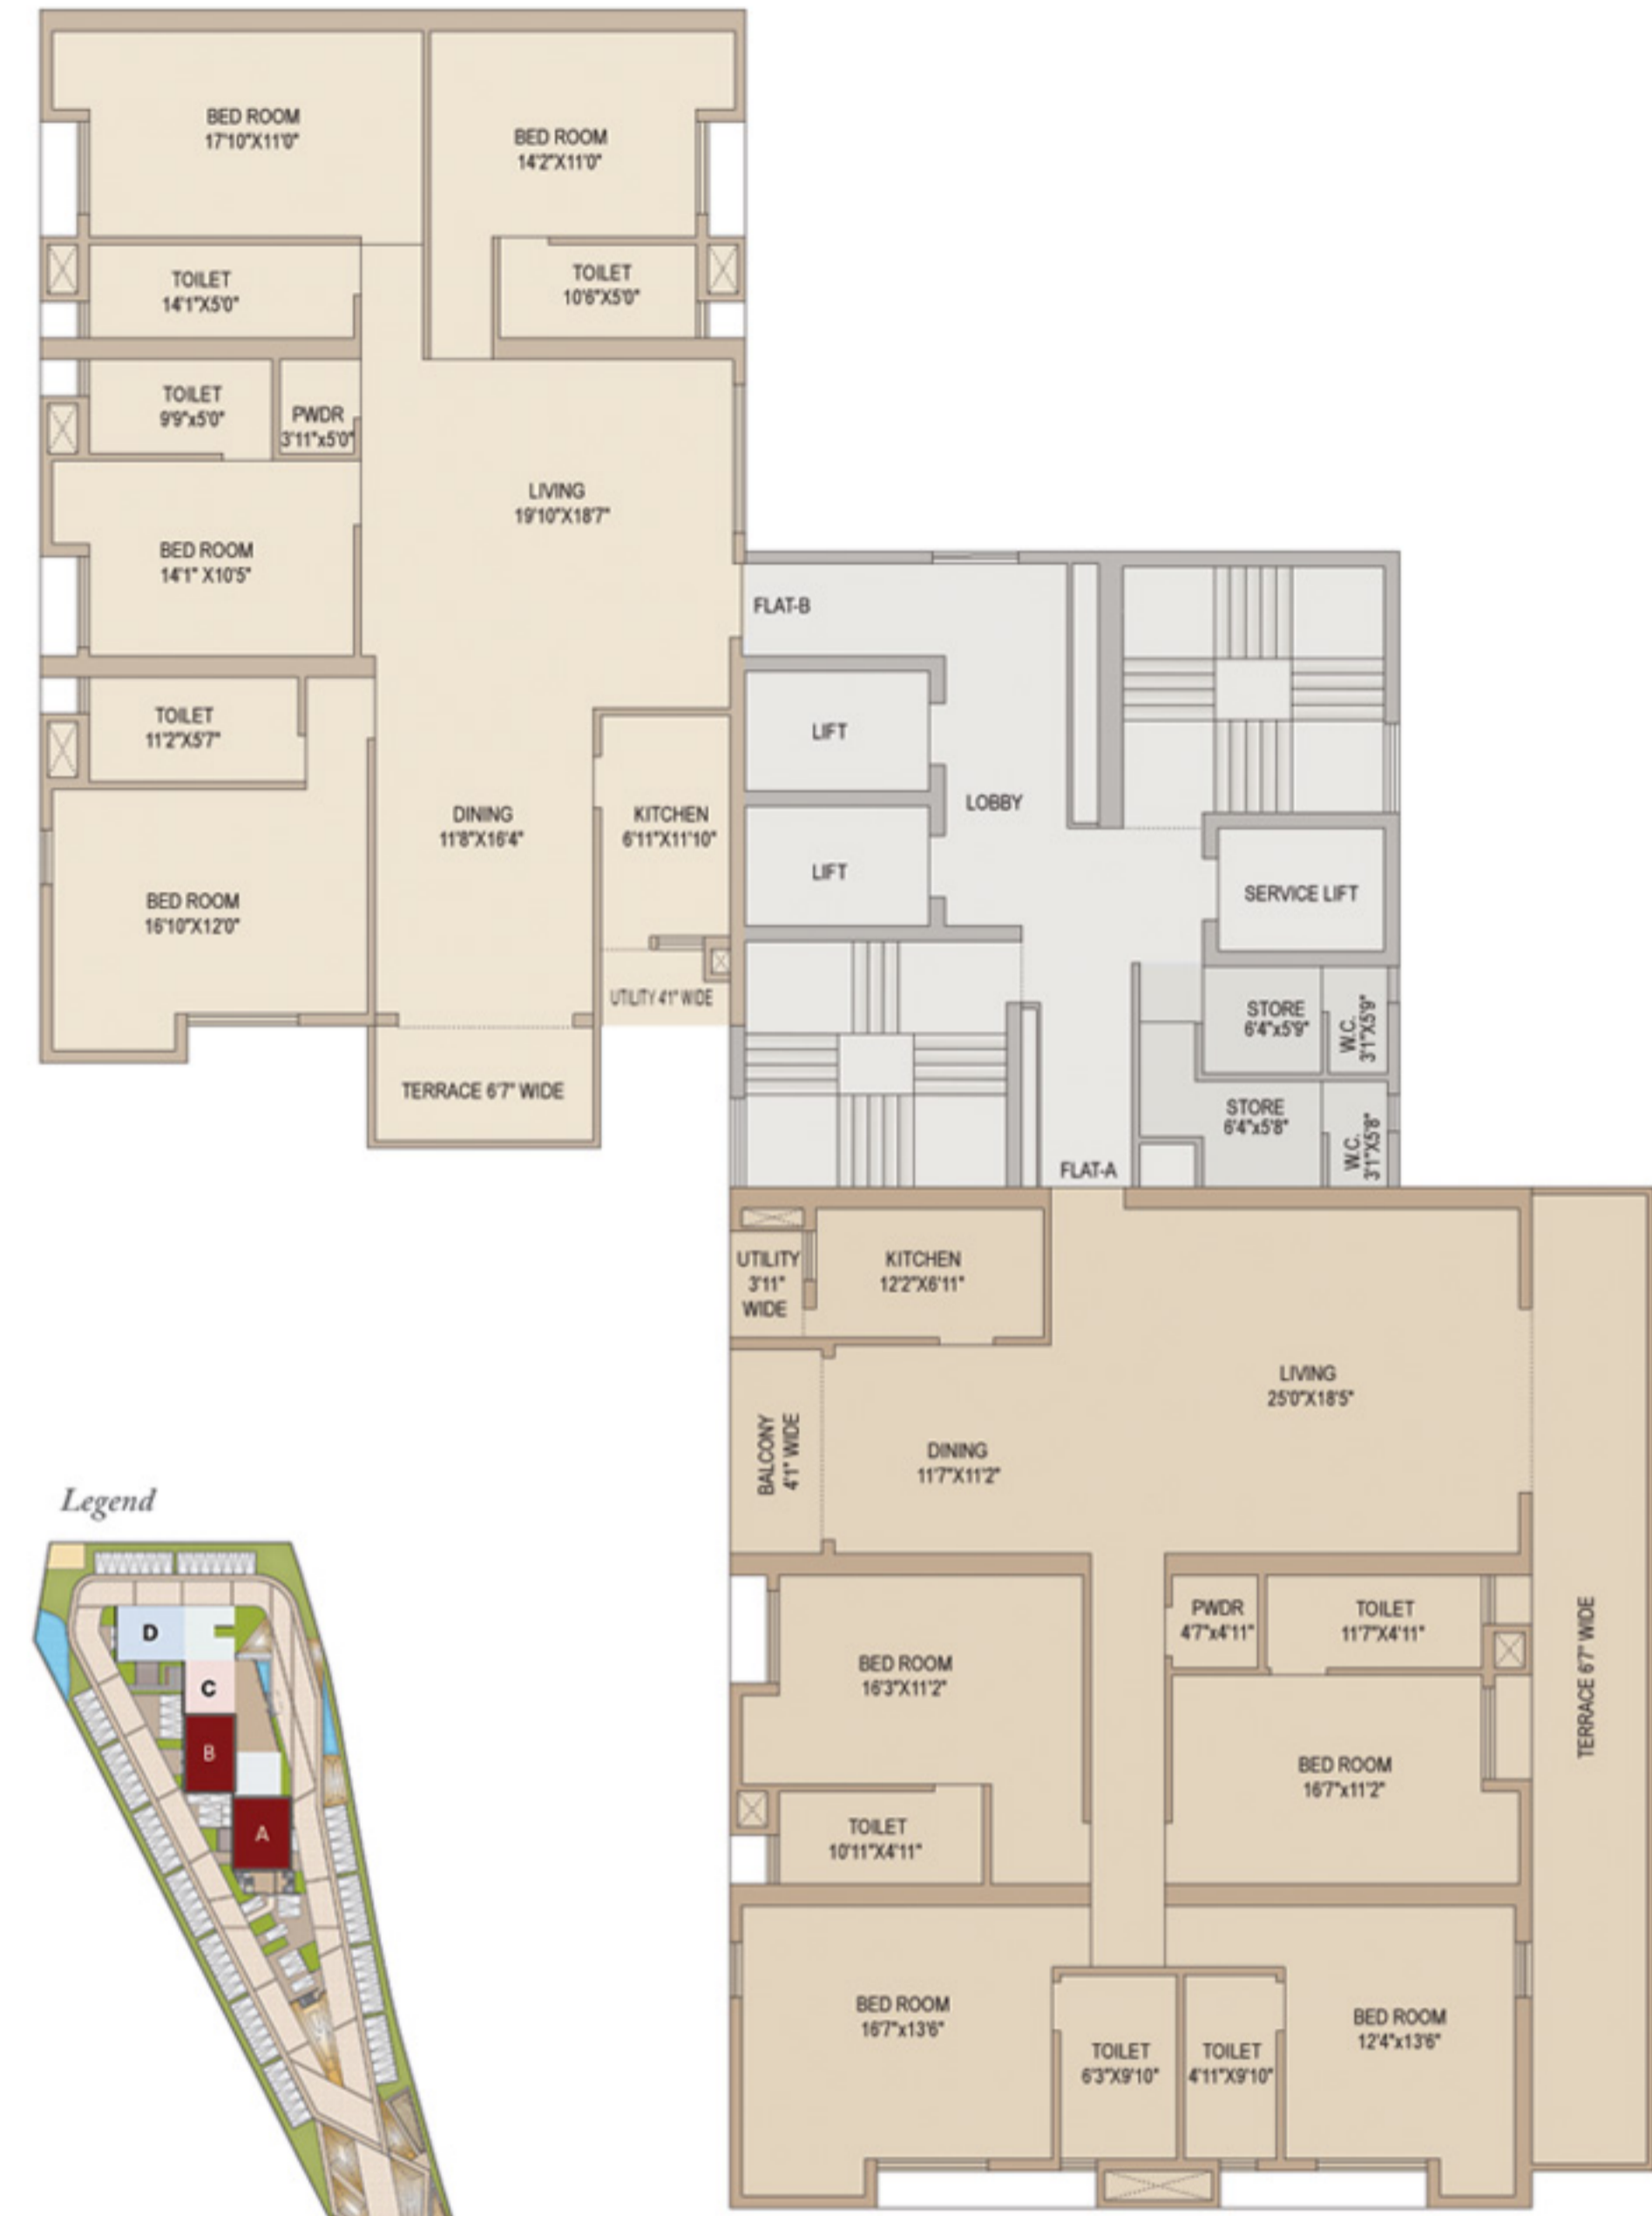 BED ROOM
17'10"X11'0"
BED ROOM
14'2"X11'0"
TOILET
14'1"X5'0"
TOILET
10'6"X5'0"
TOILET
9'9"x5'0"
PWDR
3'11"x5'0"
LIVING
19'10"X18'7"
BED ROOM
14'1" X10'5"
FLAT-B
TOILET
11'2"X5'7"
LIFT
LOBBY
DINING
11'8"X16'4"
KITCHEN
6'11"X11'10"
LIFT
SERVICE LIFT
BED ROOM
16'10"X12'0"
UTILITY 4'1" WIDE
STORE
6'4"x5'9"
W.C.
3'1"X5'9"
TERRACE 6'7" WIDE
STORE
6'4"x5'8"
W.C.
3'1"X5'8"
FLAT-A
UTILITY
3'11"
WIDE
KITCHEN
12'2"X6'11"
LIVING
25'0"X18'5"
BALCONY
4'1" WIDE
DINING
11'7"X11'2"
PWDR
4'7"x4'11"
TOILET
11'7"X4'11"
TERRACE 6'7" WIDE
BED ROOM
16'3"X11'2"
BED ROOM
16'7"x11'2"
TOILET
10'11"X4'11"
BED ROOM
16'7"x13'6"
TOILET
6'3"X9'10"
TOILET
4'11"X9'10"
BED ROOM
12'4"x13'6"
Legend
D
C
B
A